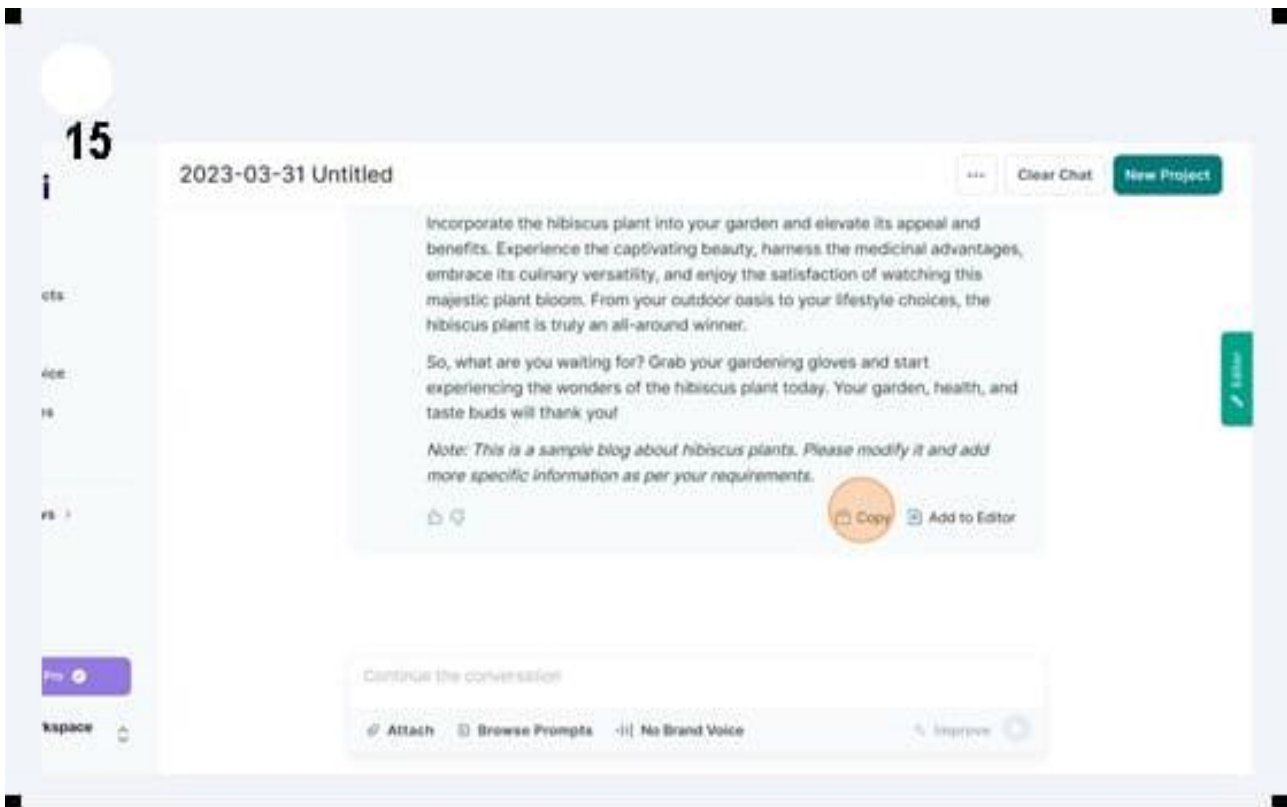 15
i
2023-03-31 Untitled
... Clear Chat New Project
Incorporate the hibiscus plant into your garden and elevate its appeal and
benefits. Experience the captivating beauty, harness the medicinal advantages,
embrace its culinary versatility, and enjoy the satisfaction of watching this
majestic plant bloom. From your outdoor oasis to your lifestyle choices, the
hibiscus plant is truly an all-around winner.
cts
So, what are you waiting for? Grab your gardening gloves and start
experiencing the wonders of the hibiscus plant today. Your garden, health, and
taste buds will thank you!
Editor
Note: This is a sample blog about hibiscus plants. Please modify it and add
more specific information as per your requirements.
Copy Add to Editor
Pro
Continue the conversation
kspace
Attach Browse Prompts No Brand Voice Improve